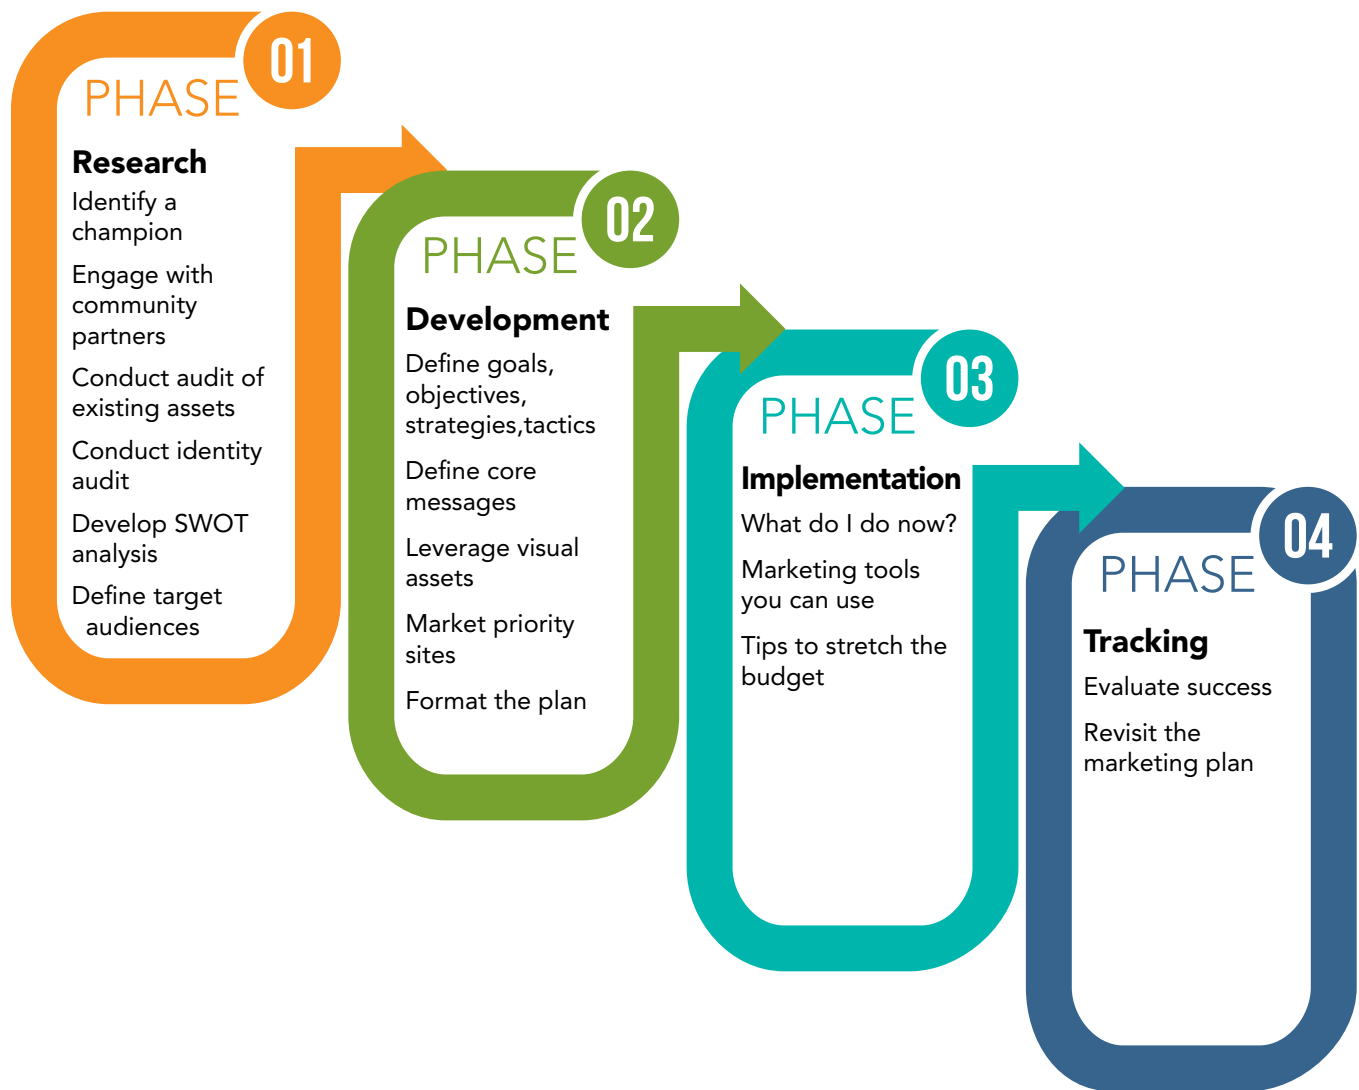 01
PHASE
Research
Identify a
champion
Engage with
community
partners
Conduct audit of
existing assets
Conduct identity
audit
Develop SWOT
analysis
Define target
audiences
02
PHASE
Development
Define goals,
objectives,
strategies,tactics
Define core
messages
Leverage visual
assets
Market priority
sites
Format the plan
03
PHASE
Implementation
What do I do now?
Marketing tools
you can use
Tips to stretch the
budget
04
PHASE
Tracking
Evaluate success
Revisit the
marketing plan